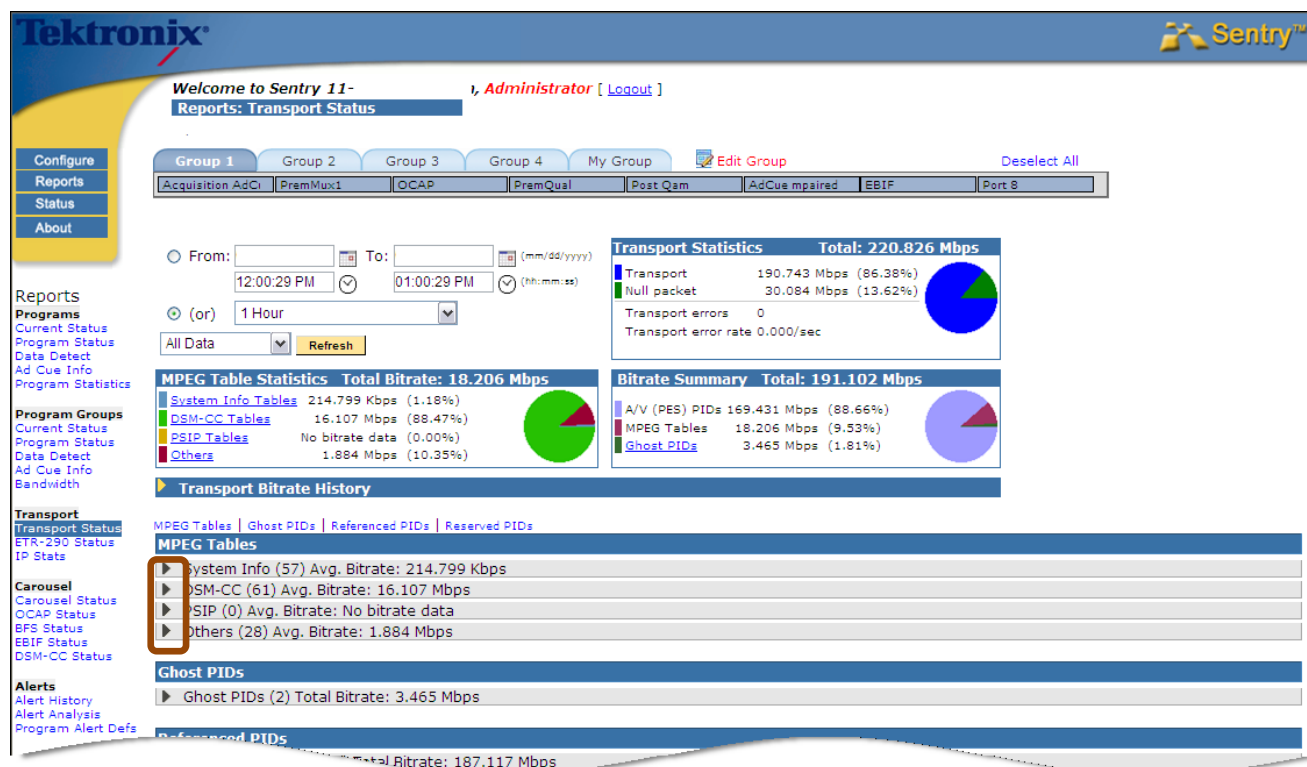 Tektronix®
Sentry™
Welcome to Sentry 11- , Administrator [ Logout ]
Reports: Transport Status
Configure
Reports
Status
About
Group 1 Group 2 Group 3 Group 4 My Group Edit Group Deselect All
Acquisition AdCu PremMux1 OCAP PremQual Post Qam AdCue mpaired EBIF Port 8
From: To: (mm/dd/yyyy)
12:00:29 PM 01:00:29 PM (hh:mm:ss)
(or) 1 Hour
All Data Refresh
Transport Statistics Total: 220.826 Mbps
Transport 190.743 Mbps (86.38%)
Null packet 30.084 Mbps (13.62%)
Transport errors 0
Transport error rate 0.000/sec
MPEG Table Statistics Total Bitrate: 18.206 Mbps
System Info Tables 214.799 Kbps (1.18%)
DSM-CC Tables 16.107 Mbps (88.47%)
PSIP Tables No bitrate data (0.00%)
Others 1.884 Mbps (10.35%)
Bitrate Summary Total: 191.102 Mbps
A/V (PES) PIDs 169.431 Mbps (88.66%)
MPEG Tables 18.206 Mbps (9.53%)
Ghost PIDs 3.465 Mbps (1.81%)
Transport Bitrate History
MPEG Tables | Ghost PIDs | Referenced PIDs | Reserved PIDs
MPEG Tables
System Info (57) Avg. Bitrate: 214.799 Kbps
DSM-CC (61) Avg. Bitrate: 16.107 Mbps
PSIP (0) Avg. Bitrate: No bitrate data
Others (28) Avg. Bitrate: 1.884 Mbps
Ghost PIDs
Ghost PIDs (2) Total Bitrate: 3.465 Mbps
Referenced PIDs
Total Bitrate: 187.117 Mbps
Reports
Programs
Current Status
Program Status
Data Detect
Ad Cue Info
Program Statistics
Program Groups
Current Status
Program Status
Data Detect
Ad Cue Info
Bandwidth
Transport
Transport Status
ETR-290 Status
IP Stats
Carousel
Carousel Status
OCAP Status
BFS Status
EBIF Status
DSM-CC Status
Alerts
Alert History
Alert Analysis
Program Alert Defs